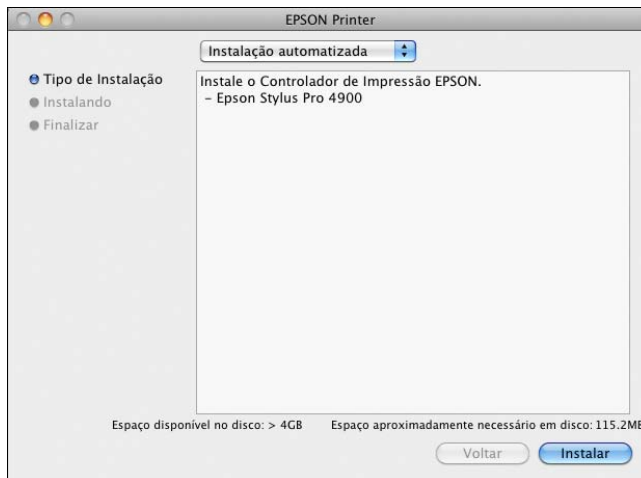 EPSON Printer
Instalação automatizada
Tipo de Instalação
Instalando
Finalizar
Instale o Controlador de Impressão EPSON.
– Epson Stylus Pro 4900
Espaço disponível no disco: > 4GB
Espaço aproximadamente necessário em disco: 115.2MB
Voltar
Instalar